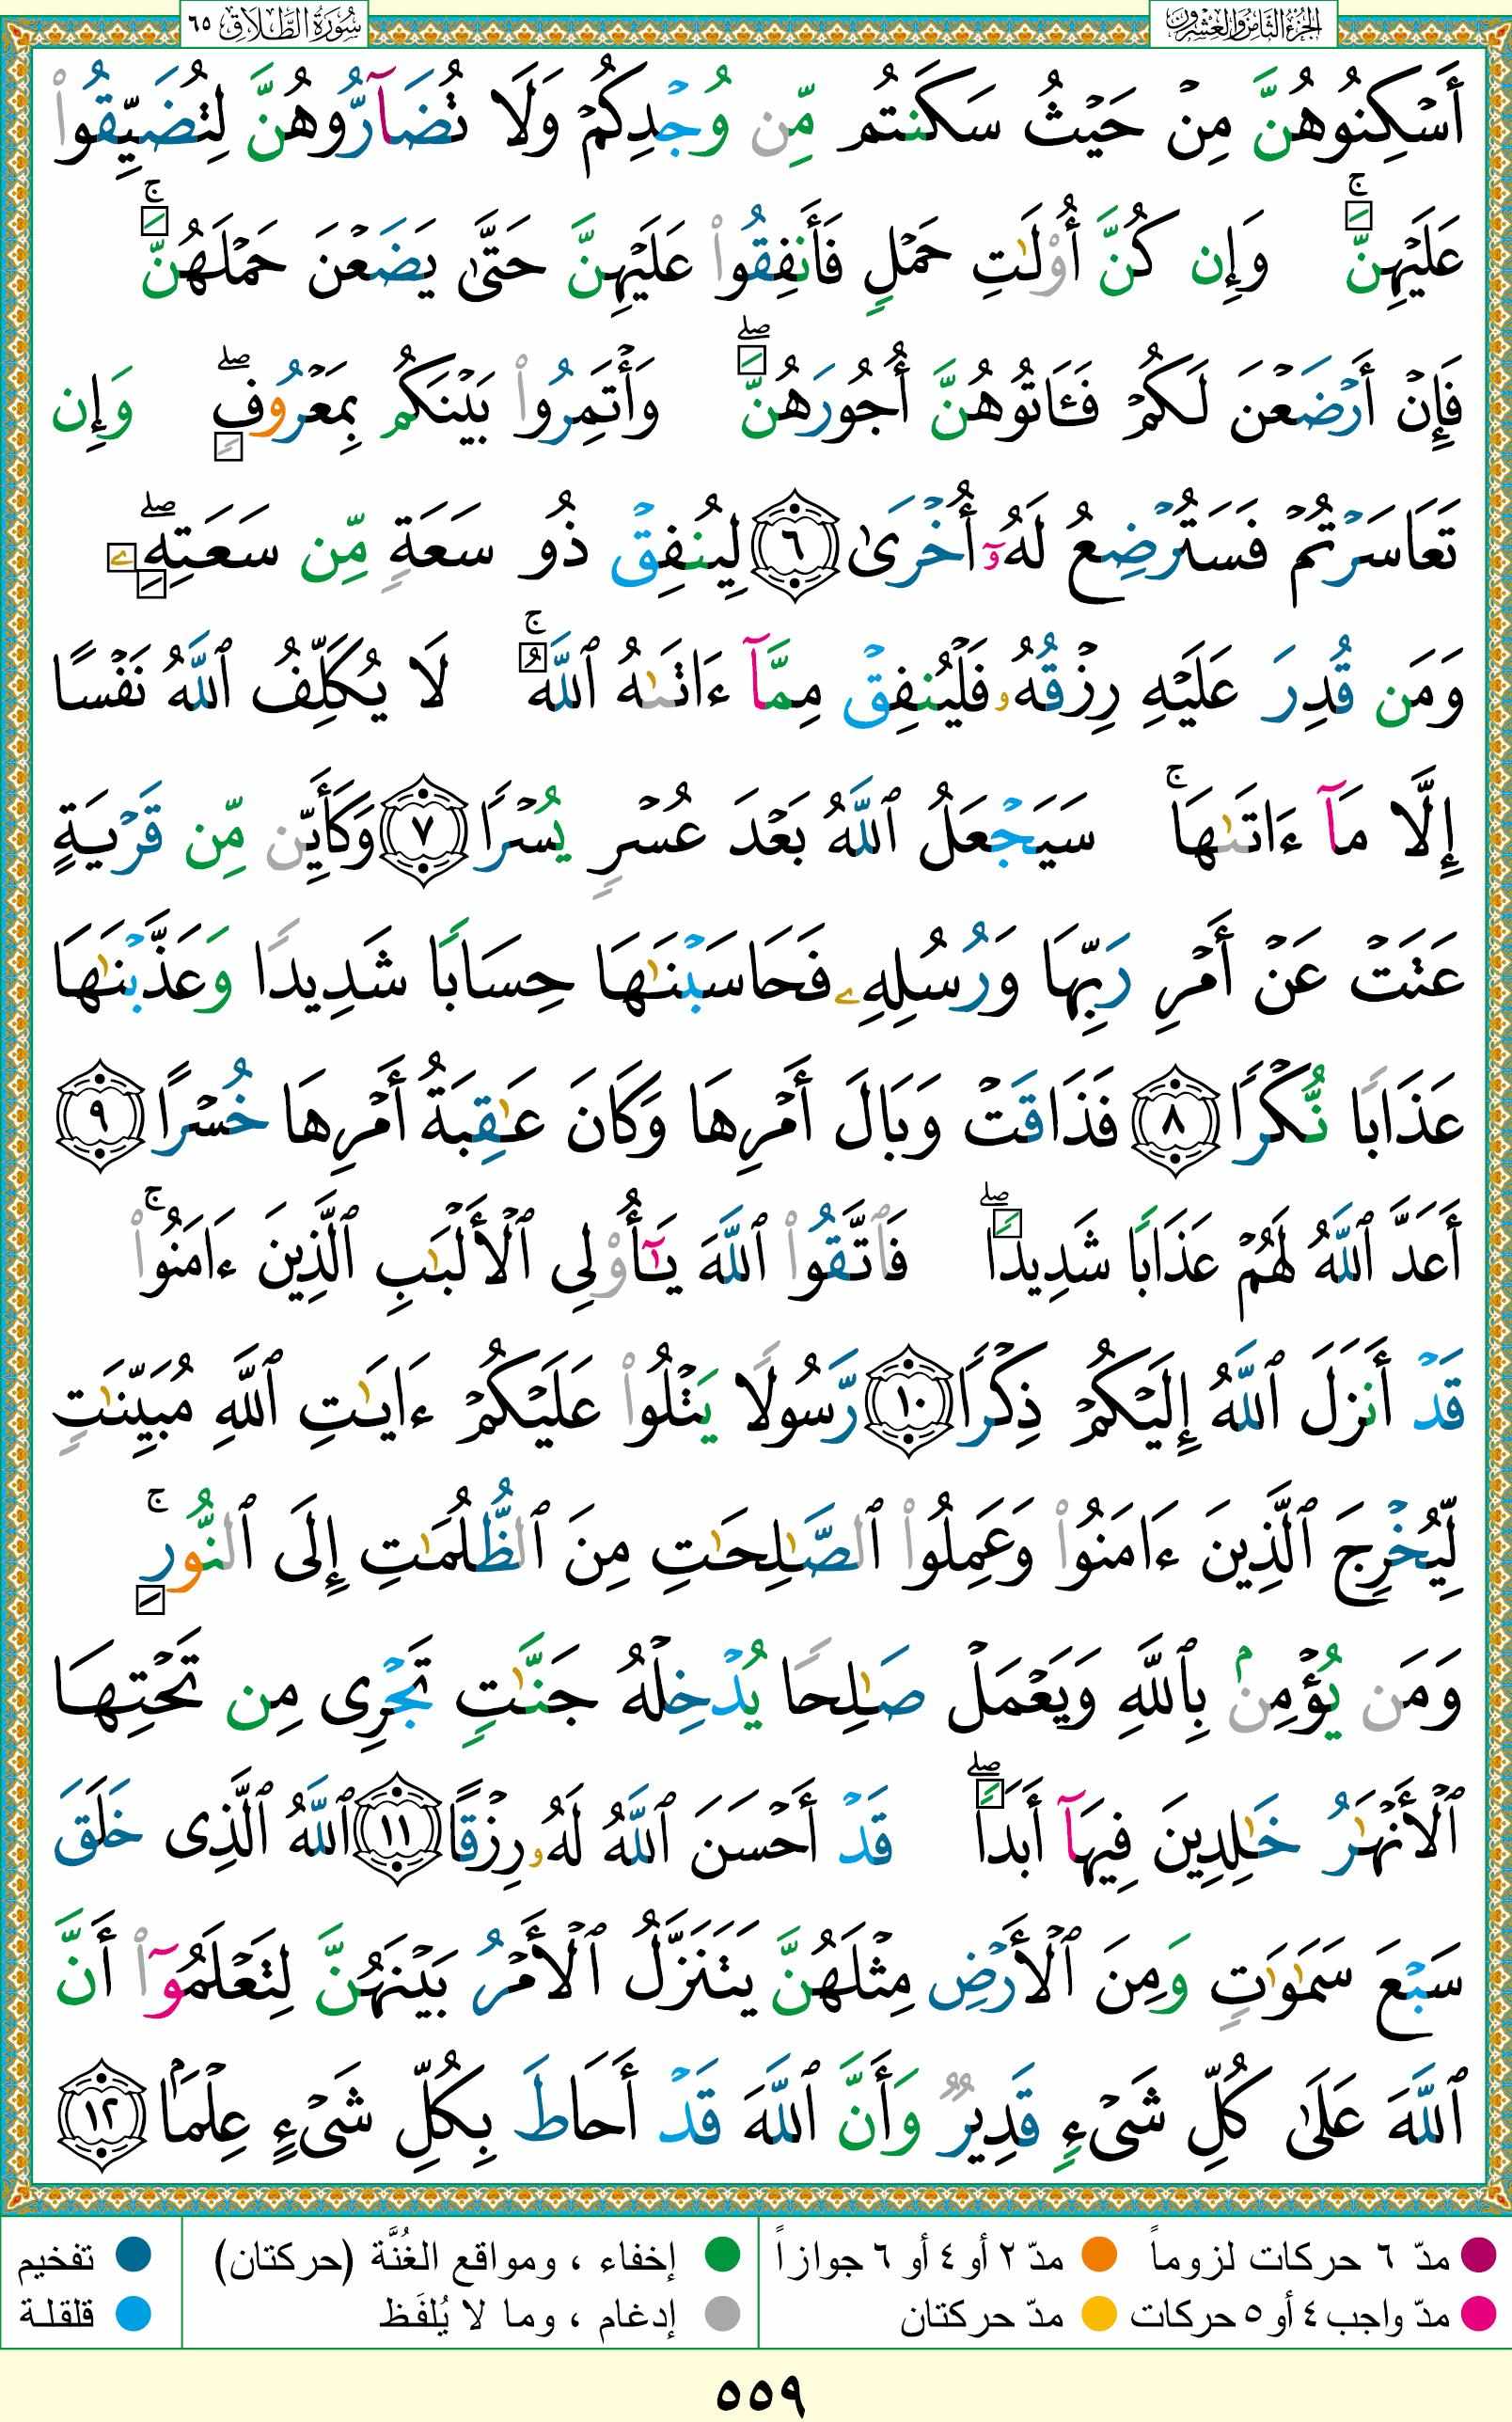 الجزء الثامن والعشرون
سورة الطلاق ٦٥
أَسۡكِنُوهُنَّ مِنۡ حَيۡثُ سَكَنتُم مِّن وُجۡدِكُمۡ وَلَا تُضَآرُّوهُنَّ لِتُضَيِّقُواْ
عَلَيۡهِنَّۚ وَإِن كُنَّ أُوْلَٰتِ حَمۡلٍ فَأَنفِقُواْ عَلَيۡهِنَّ حَتَّىٰ يَضَعۡنَ حَمۡلَهُنَّۚ
فَإِنۡ أَرۡضَعۡنَ لَكُمۡ فَـَٔاتُوهُنَّ أُجُورَهُنَّۖ وَأۡتَمِرُواْ بَيۡنَكُم بِمَعۡرُوفٖۖ وَإِن
تَعَاسَرۡتُمۡ فَسَتُرۡضِعُ لَهُۥٓ أُخۡرَىٰ ٦ لِيُنفِقۡ ذُو سَعَةٖ مِّن سَعَتِهِۦۖ
وَمَن قُدِرَ عَلَيۡهِ رِزۡقُهُۥ فَلۡيُنفِقۡ مِمَّآ ءَاتَىٰهُ ٱللَّهُۚ لَا يُكَلِّفُ ٱللَّهُ نَفۡسًا
إِلَّا مَآ ءَاتَىٰهَاۚ سَيَجۡعَلُ ٱللَّهُ بَعۡدَ عُسۡرٖ يُسۡرٗا ٧ وَكَأَيِّن مِّن قَرۡيَةٍ
عَتَتۡ عَنۡ أَمۡرِ رَبِّهَا وَرُسُلِهِۦ فَحَاسَبۡنَٰهَا حِسَابٗا شَدِيدٗا وَعَذَّبۡنَٰهَا
عَذَابٗا نُّكۡرٗا ٨ فَذَاقَتۡ وَبَالَ أَمۡرِهَا وَكَانَ عَٰقِبَةُ أَمۡرِهَا خُسۡرًا ٩
أَعَدَّ ٱللَّهُ لَهُمۡ عَذَابٗا شَدِيدٗاۖ فَٱتَّقُواْ ٱللَّهَ يَٰٓأُوْلِي ٱلۡأَلۡبَٰبِ ٱلَّذِينَ ءَامَنُواْۚ
قَدۡ أَنزَلَ ٱللَّهُ إِلَيۡكُمۡ ذِكۡرٗا ١٠ رَّسُولٗا يَتۡلُواْ عَلَيۡكُمۡ ءَايَٰتِ ٱللَّهِ مُبَيِّنَٰتٖ
لِّيُخۡرِجَ ٱلَّذِينَ ءَامَنُواْ وَعَمِلُواْ ٱلصَّٰلِحَٰتِ مِنَ ٱلظُّلُمَٰتِ إِلَى ٱلنُّورِۚ
وَمَن يُؤۡمِنۢ بِٱللَّهِ وَيَعۡمَلۡ صَٰلِحٗا يُدۡخِلۡهُ جَنَّٰتٖ تَجۡرِي مِن تَحۡتِهَا
ٱلۡأَنۡهَٰرُ خَٰلِدِينَ فِيهَآ أَبَدٗاۖ قَدۡ أَحۡسَنَ ٱللَّهُ لَهُۥ رِزۡقًا ١١ ٱللَّهُ ٱلَّذِي خَلَقَ
سَبۡعَ سَمَٰوَٰتٖ وَمِنَ ٱلۡأَرۡضِ مِثۡلَهُنَّ يَتَنَزَّلُ ٱلۡأَمۡرُ بَيۡنَهُنَّ لِتَعۡلَمُوٓاْ أَنَّ
ٱللَّهَ عَلَىٰ كُلِّ شَيۡءٖ قَدِيرٞ وَأَنَّ ٱللَّهَ قَدۡ أَحَاطَ بِكُلِّ شَيۡءٍ عِلۡمَۢا ١٢
مدّ ٦ حركات لزوماً مدّ ٢ أو ٤ أو ٦ جوازاً إخفاء ، ومواقع الغُنَّة (حركتان) تفخيم
مدّ واجب ٤ أو ٥ حركات مدّ حركتان إدغام ، وما لا يُلفَظ قلقلة
٥٥٩